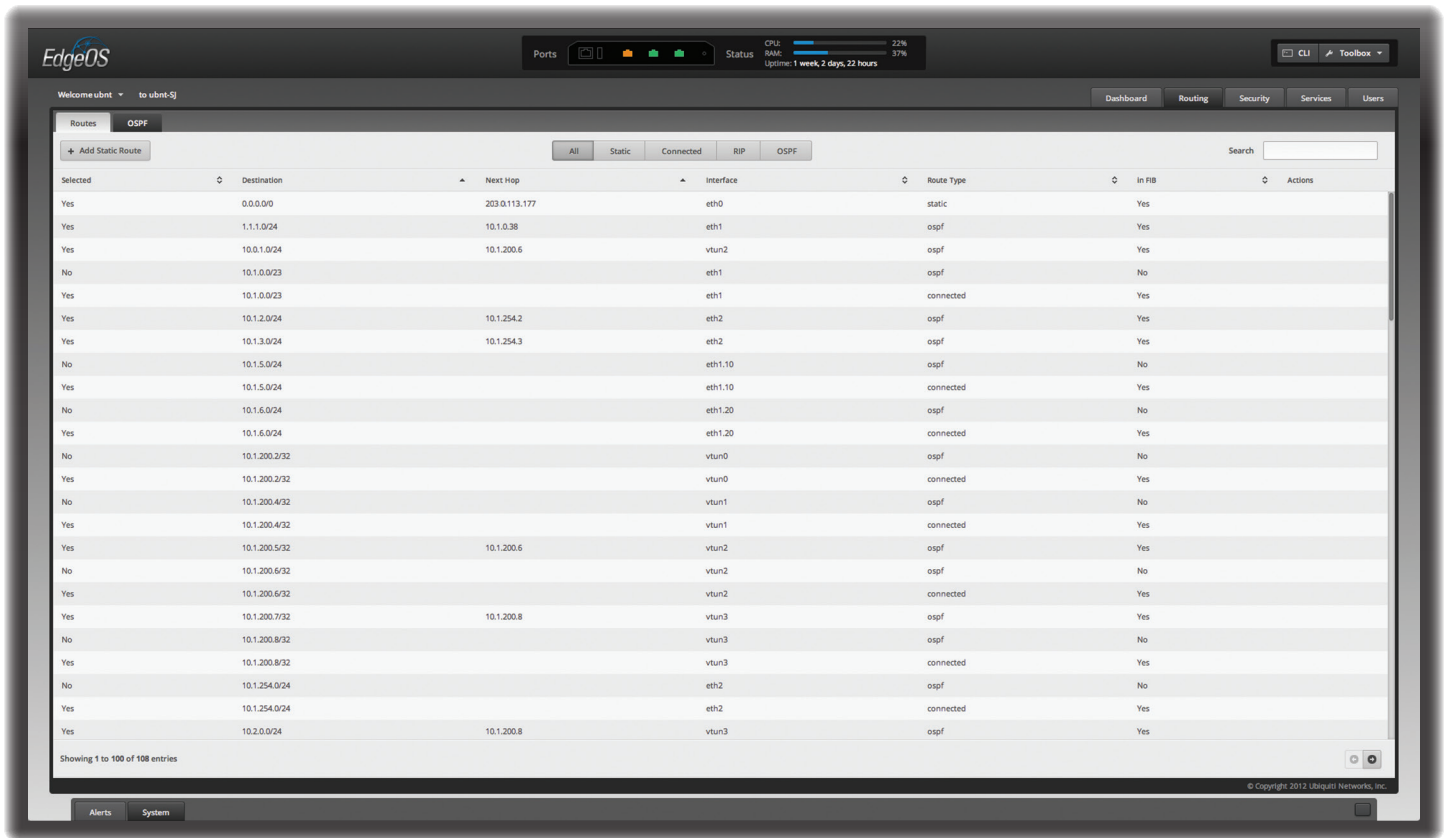 EdgeOS
Ports Status CPU: 22%
RAM: 37%
Uptime: 1 week, 2 days, 22 hours
CLI Toolbox
Welcome ubnt to ubnt-SJ
Dashboard Routing Security Services Users
Routes OSPF
+ Add Static Route All Static Connected RIP OSPF Search
Selected Destination Next Hop Interface Route Type in FIB Actions
Yes 0.0.0.0/0 203.0.113.177 eth0 static Yes
Yes 1.1.1.0/24 10.1.0.38 eth1 ospf Yes
Yes 10.0.1.0/24 10.1.200.6 vtun2 ospf Yes
No 10.1.0.0/23 eth1 ospf No
Yes 10.1.0.0/23 eth1 connected Yes
Yes 10.1.2.0/24 10.1.254.2 eth2 ospf Yes
Yes 10.1.3.0/24 10.1.254.3 eth2 ospf Yes
No 10.1.5.0/24 eth1.10 ospf No
Yes 10.1.5.0/24 eth1.10 connected Yes
No 10.1.6.0/24 eth1.20 ospf No
Yes 10.1.6.0/24 eth1.20 connected Yes
No 10.1.200.2/32 vtun0 ospf No
Yes 10.1.200.2/32 vtun0 connected Yes
No 10.1.200.4/32 vtun1 ospf No
Yes 10.1.200.4/32 vtun1 connected Yes
Yes 10.1.200.5/32 10.1.200.6 vtun2 ospf Yes
No 10.1.200.6/32 vtun2 ospf No
Yes 10.1.200.6/32 vtun2 connected Yes
Yes 10.1.200.7/32 10.1.200.8 vtun3 ospf Yes
No 10.1.200.8/32 vtun3 ospf No
Yes 10.1.200.8/32 vtun3 connected Yes
No 10.1.254.0/24 eth2 ospf No
Yes 10.1.254.0/24 eth2 connected Yes
Yes 10.2.0.0/24 10.1.200.8 vtun3 ospf Yes
Showing 1 to 100 of 108 entries
© Copyright 2012 Ubiquiti Networks, Inc.
Alerts System